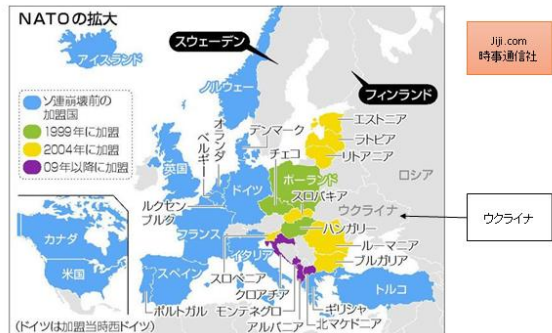 NATOの拡大
アイスランド
スウェーデン
ノルウェー
フィンランド
ソ連崩壊前の
加盟国
1999年に加盟
2004年に加盟
09年以降に加盟
オランダ
ベルギー
デンマーク
チェコ
エストニア
ラトビア
リトアニア
ロシア
英国
ドイツ
ポーランド
スロバキア
ルクセン
ブルグ
ウクライナ
フランス
ハンガリー
イタリア
ルーマニア
ブルガリア
カナダ
米国
スペイン
スロベニア
クロアチア
トルコ
ポルトガル
モンテネグロ
アルバニア
ギリシャ
北マケドニア
(ドイツは加盟当時西ドイツ)
Jiji.com
時事通信社
ウクライナ